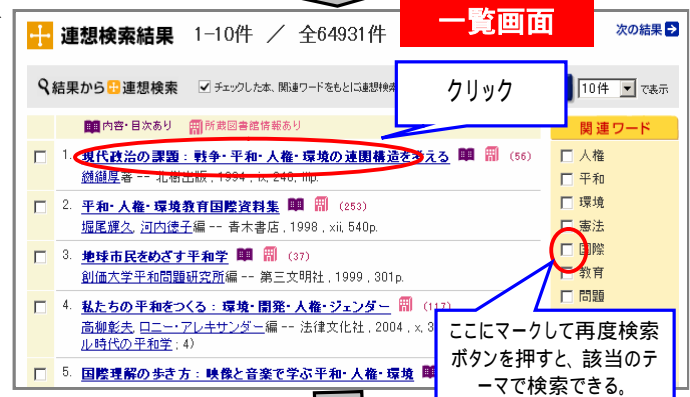 一覧画面
連想検索結果 1-10件 / 全64931件
次の結果
結果から 連想検索 チェックした本、関連ワードをもとに連想検索
クリック
10件 で表示
内容・目次あり 所蔵図書館情報あり
関連ワード
1. 現代政治の課題 : 戦争・平和・人権・環境の連関構造を考える (56)
纐纈厚著 -- 北樹出版 , 1994 , ix, 246, iiip.
2. 平和・人権・環境教育国際資料集 (253)
堀尾輝久, 河内徳子編 -- 青木書店 , 1998 , xii, 540p.
3. 地球市民をめざす平和学 (37)
創価大学平和問題研究所編 -- 第三文明社 , 1999 , 301p.
4. 私たちの平和をつくる : 環境・開発・人権・ジェンダー (117)
高柳彰夫, ロニー・アレキサンダー編 -- 法律文化社 , 2004 , x, 3
ル時代の平和学 ; 4)
5. 国際理解の歩き方 : 映像と音楽で学ぶ平和・人権・環境
人権
平和
環境
憲法
国際
教育
問題
ここにマークして再度検索
ボタンを押すと、該当のテ
ーマで検索できる。